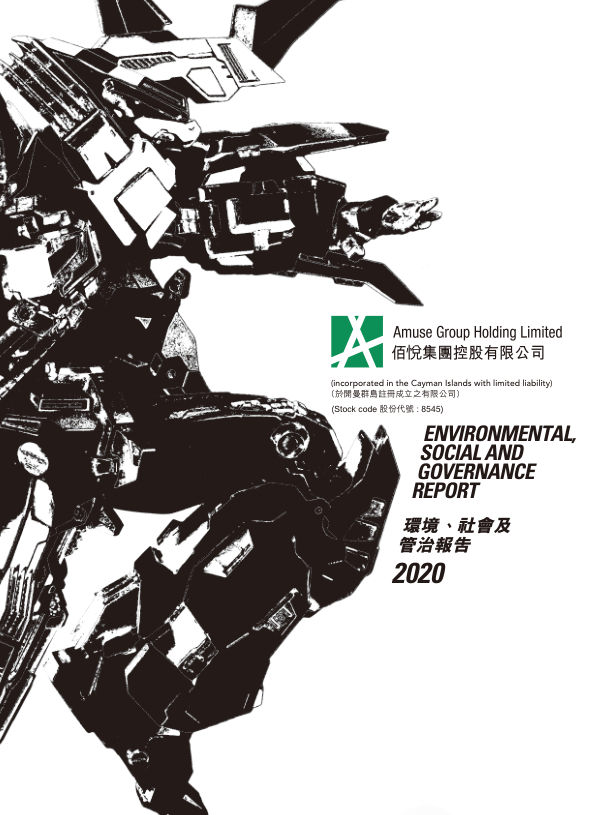 Amuse Group Holding Limited
佰悅集團控股有限公司
(incorporated in the Cayman Islands with limited liability)
(於開曼群島註冊成立之有限公司)
(Stock code 股份代號 : 8545)
ENVIRONMENTAL,
SOCIAL AND
GOVERNANCE
REPORT
環境、社會及
管治報告
2020